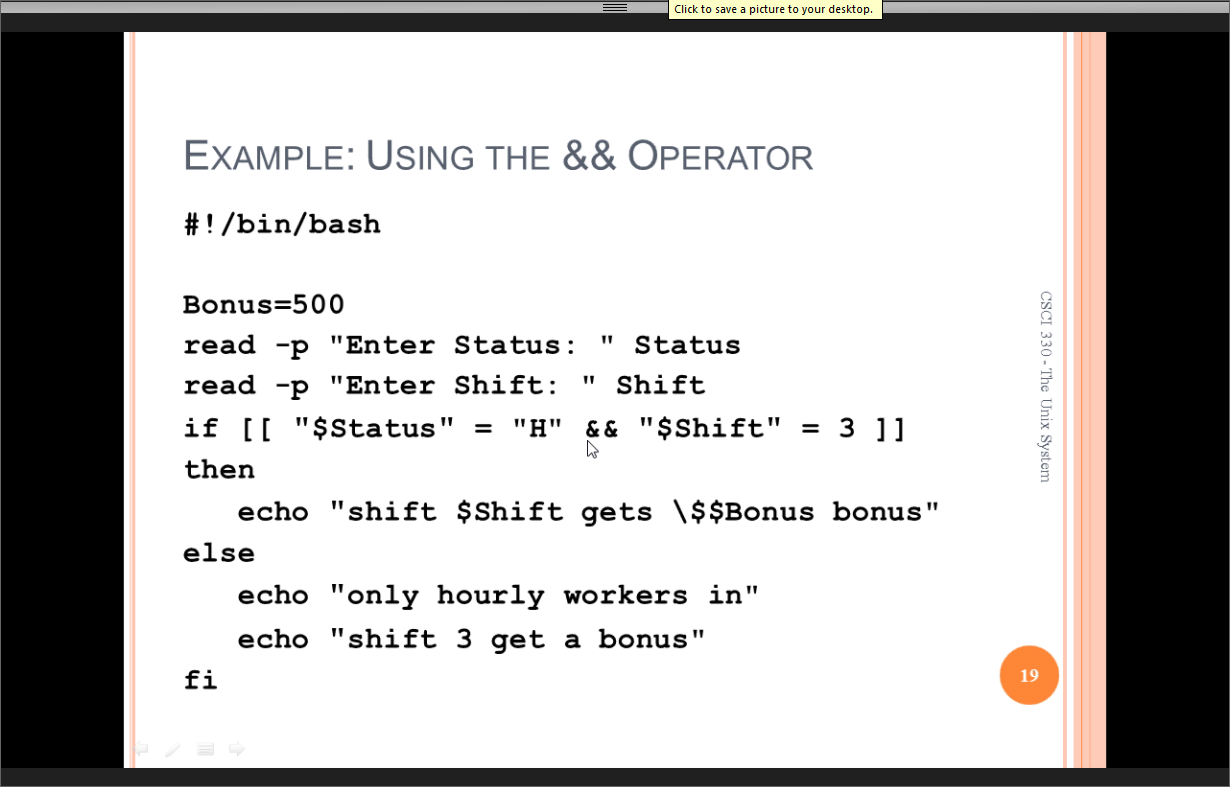 Click to save a picture to your desktop.
EXAMPLE: USING THE && OPERATOR
#!/bin/bash
Bonus=500
read -p "Enter Status: " Status
read -p "Enter Shift: " Shift
if [[ "$Status" = "H" && "$Shift" = 3 ]]
then
   echo "shift $Shift gets \$$Bonus bonus"
else
   echo "only hourly workers in"
   echo "shift 3 get a bonus"
fi
CSCI 330 - The Unix System
19